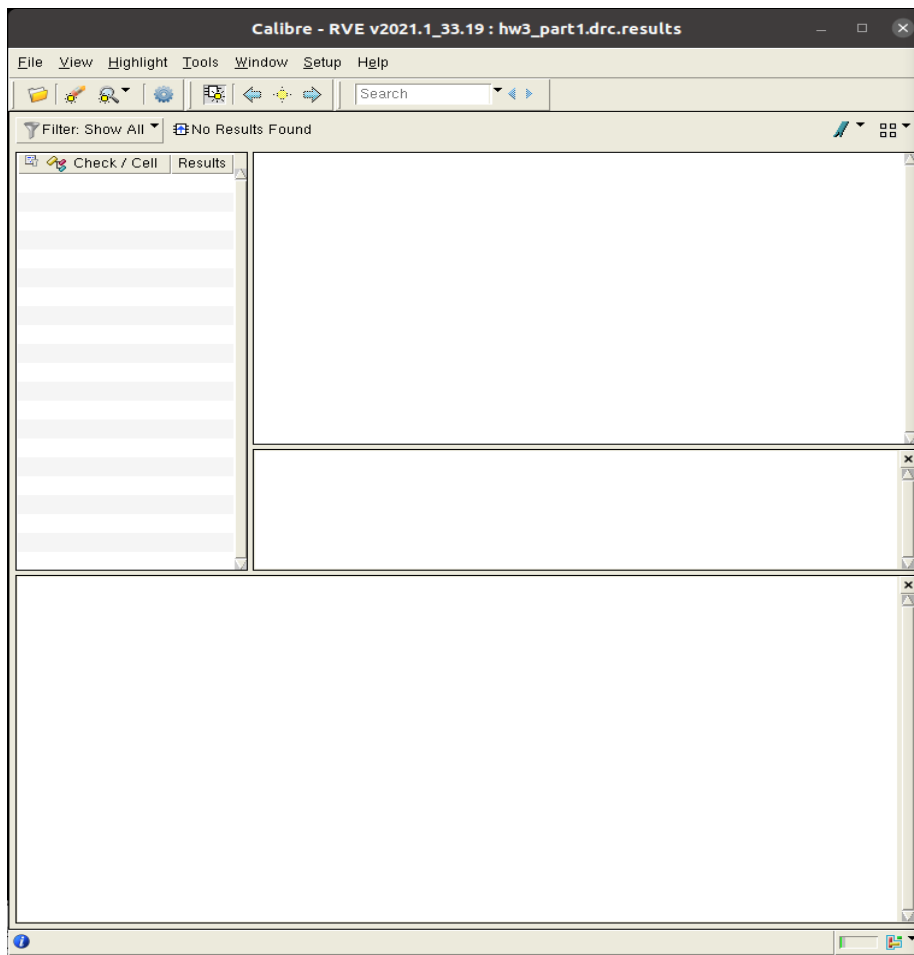 Calibre - RVE v2021.1_33.19 : hw3_part1.drc.results
File View Highlight Tools Window Setup Help
Search
Filter: Show All No Results Found
Check / Cell Results